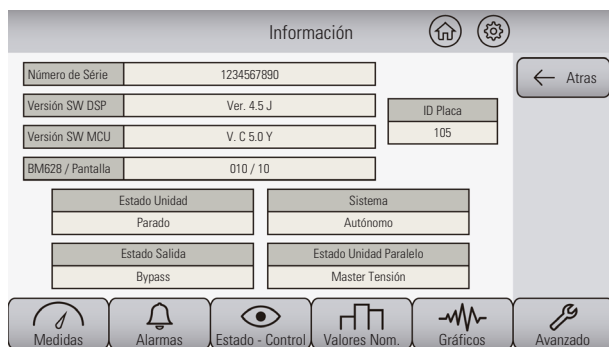 Información
Número de Série 1234567890
Atras
Versión SW DSP Ver. 4.5 J
ID Placa
105
Versión SW MCU V. C 5.0 Y
BM628 / Pantalla 010 / 10
Estado Unidad Sistema
Parado Autónomo
Estado Salida Estado Unidad Paralelo
Bypass Master Tensión
Medidas Alarmas Estado - Control Valores Nom. Gráficos Avanzado